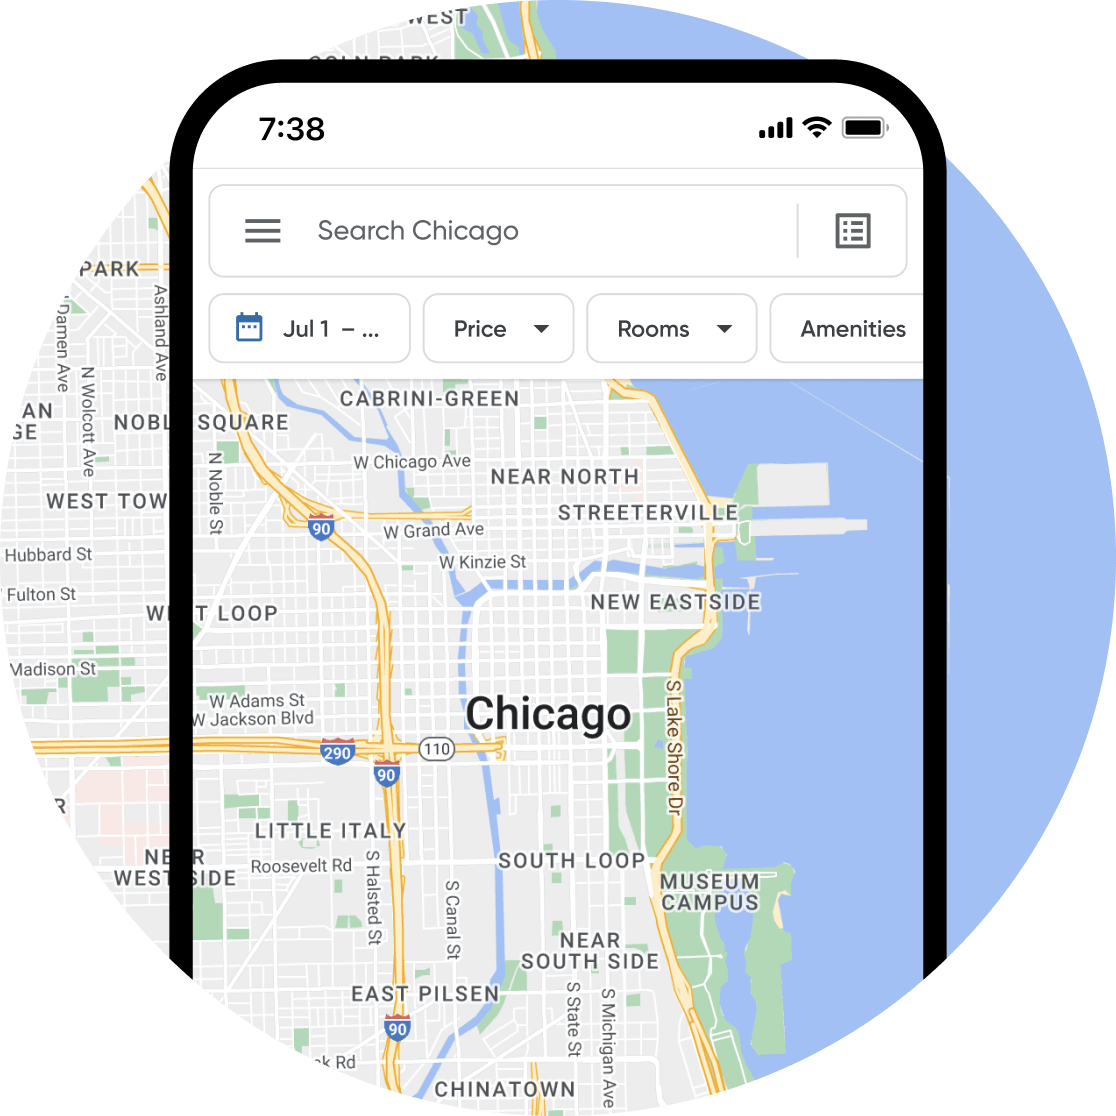 WEST
7:38
Search Chicago
Jul 1 – ...
Price
Rooms
Amenities
PARK
Ashland Ave
Damen Ave
N Wolcott Ave
CABRINI-GREEN
SQUARE
W Chicago Ave
NEAR NORTH
N Noble St
WEST TOW
STREETERVILLE
90
W Grand Ave
Hubbard St
W Kinzie St
Fulton St
NEW EASTSIDE
LOOP
Madison St
W Adams St
W Jackson Blvd
Chicago
S Lake Shore Dr
290
110
90
LITTLE ITALY
SOUTH LOOP
Roosevelt Rd
S Halsted St
S Canal St
MUSEUM
CAMPUS
NEAR
SOUTH SIDE
EAST PILSEN
S State St
S Michigan Ave
90
Rd
CHINATOWN